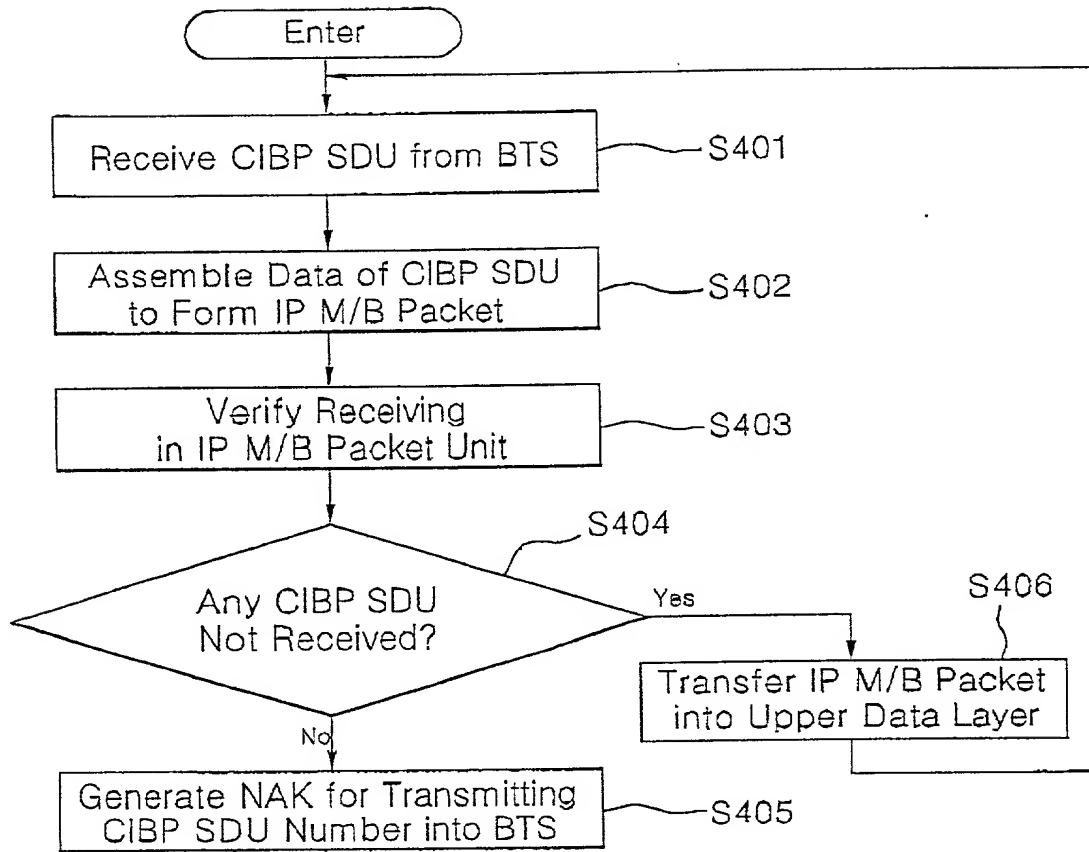 Enter
Receive CIBP SDU from BTS
S401
Assemble Data of CIBP SDU
to Form IP M/B Packet
S402
Verify Receiving
in IP M/B Packet Unit
S403
S404
Any CIBP SDU
Not Received?
Yes
S406
Transfer IP M/B Packet
into Upper Data Layer
No
Generate NAK for Transmitting
CIBP SDU Number into BTS
S405